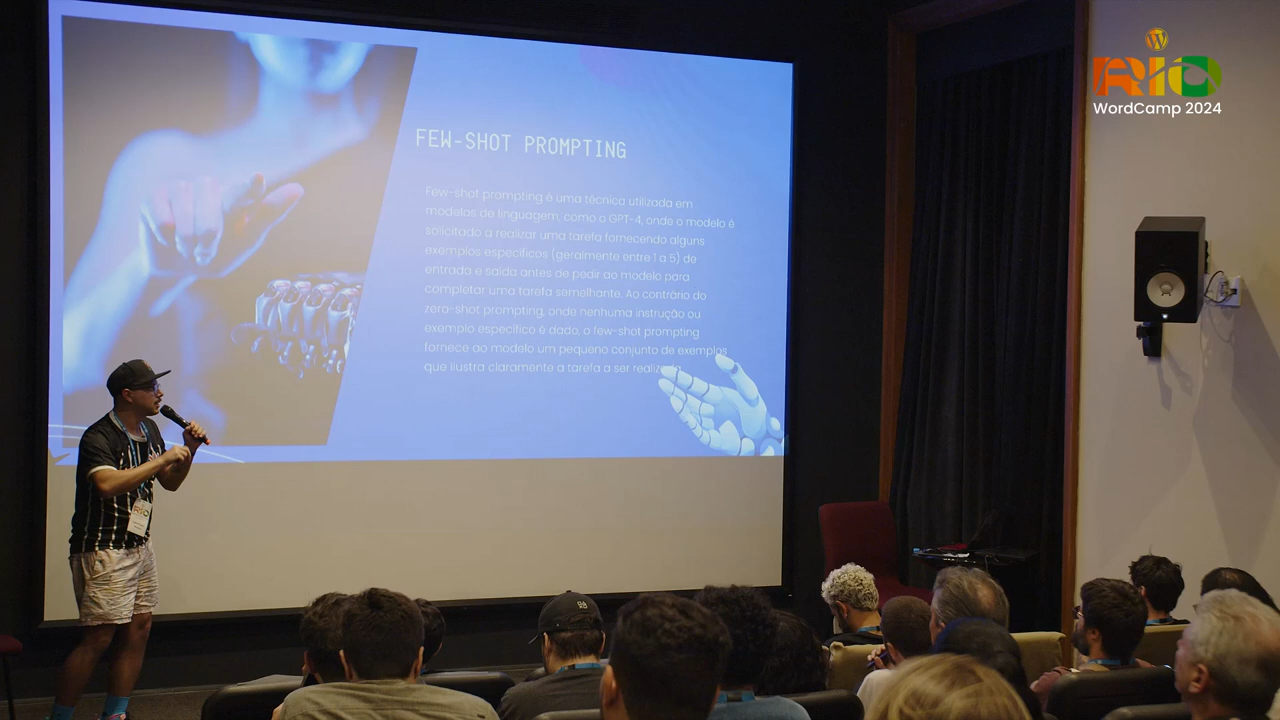 FEW-SHOT PROMPTING
Few-shot prompting é uma técnica utilizada em
modelos de linguagem, como o GPT-4, onde o modelo é
solicitado a realizar uma tarefa fornecendo alguns
exemplos específicos (geralmente entre 1 a 5) de
entrada e saída antes de pedir ao modelo para
completar uma tarefa semelhante. Ao contrário do
zero-shot prompting, onde nenhuma instrução ou
exemplo específico é dado, o few-shot prompting
fornece ao modelo um pequeno conjunto de exemplos
que ilustra claramente a tarefa a ser realizada.
RIO
WordCamp 2024
RIO